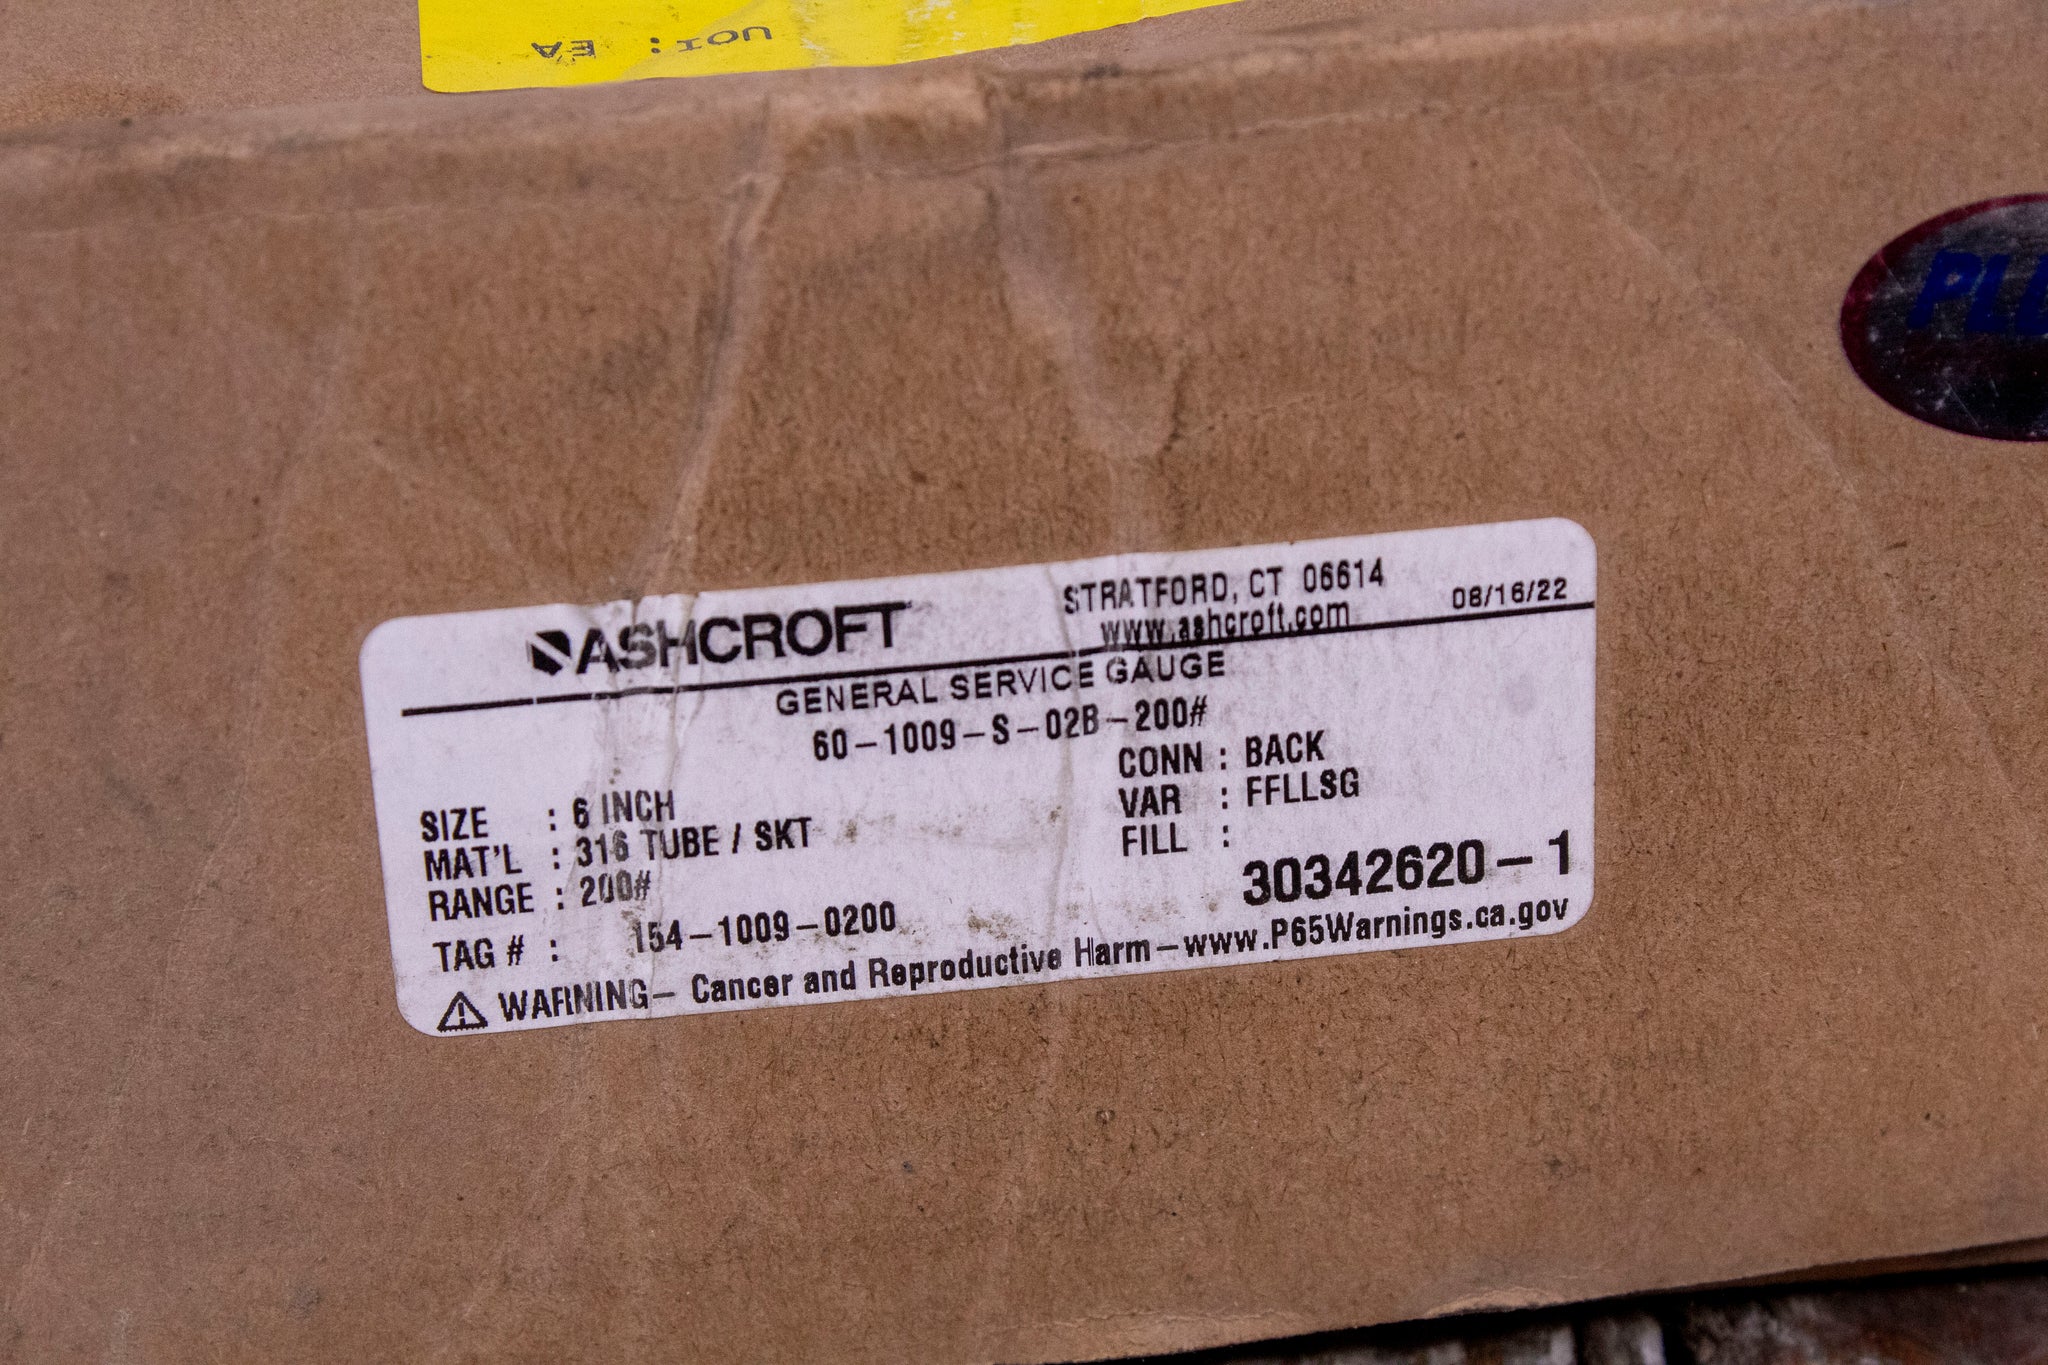 UOI: EA
ASHCROFT
STRATFORD, CT 06614
www.ashcroft.com
08/16/22
GENERAL SERVICE GAUGE
60-1009-S-02B-200#
SIZE : 6 INCH
MAT'L : 316 TUBE / SKT
RANGE : 200#
CONN : BACK
VAR : FFLLSG
FILL :
TAG # : 154-1009-0200
30342620-1
WARNING- Cancer and Reproductive Harm-www.P65Warnings.ca.gov